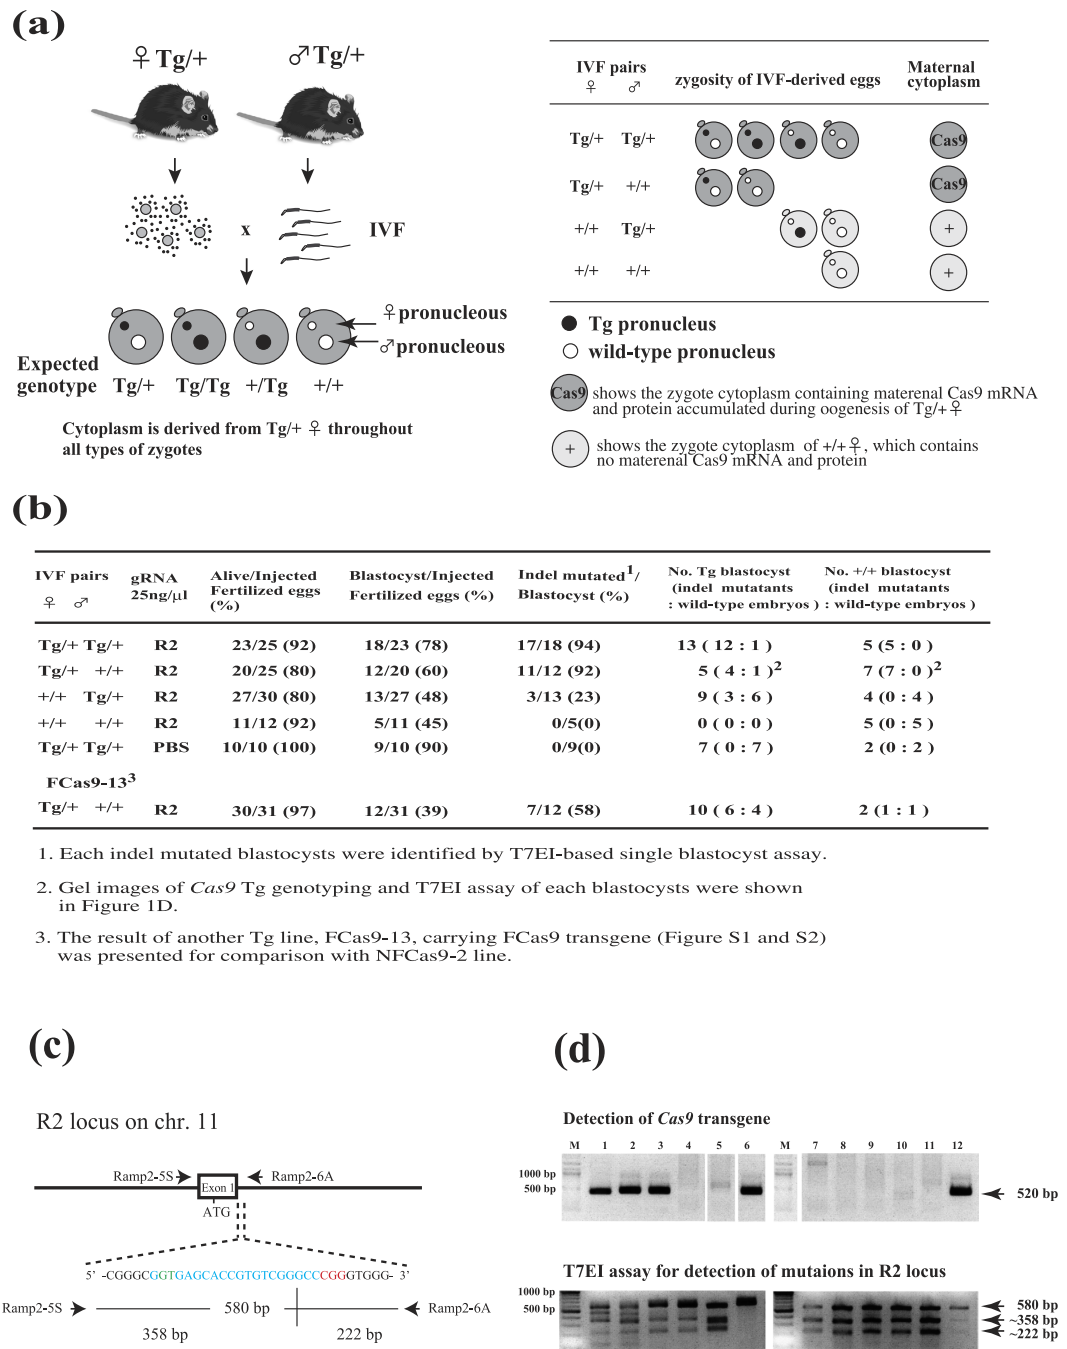 (a)
♀ Tg/+ ♂ Tg/+
x IVF
♀pronucleous
♂pronucleous
Expected
genotype Tg/+ Tg/Tg +/Tg +/+
Cytoplasm is derived from Tg/+ ♀ throughout
all types of zygotes
IVF pairs zygosity of IVF-derived eggs Maternal
♀ ♂ cytoplasm
Tg/+ Tg/+ Cas9
Tg/+ +/+ Cas9
+/+ Tg/+ +
+/+ +/+ +
Tg pronucleus
wild-type pronucleus
Cas9 shows the zygote cytoplasm containing materenal Cas9 mRNA
and protein accumulated during oogenesis of Tg/+ ♀
+ shows the zygote cytoplasm of +/+ ♀, which contains
no materenal Cas9 mRNA and protein
(b)
IVF pairs gRNA Alive/Injected Blastocyst/Injected Indel mutated1/ No. Tg blastocyst No. +/+ blastocyst
♀ ♂ 25ng/μl Fertilized eggs Fertilized eggs (%) Blastocyst (%) (indel mutatants (indel mutatants
(%) : wild-type embryos ) : wild-type embryos )
Tg/+ Tg/+ R2 23/25 (92) 18/23 (78) 17/18 (94) 13 ( 12 : 1 ) 5 (5 : 0 )
Tg/+ +/+ R2 20/25 (80) 12/20 (60) 11/12 (92) 5 ( 4 : 1 )2 7 (7 : 0 )2
+/+ Tg/+ R2 27/30 (80) 13/27 (48) 3/13 (23) 9 ( 3 : 6 ) 4 (0 : 4 )
+/+ +/+ R2 11/12 (92) 5/11 (45) 0/5(0) 0 ( 0 : 0 ) 5 (0 : 5 )
Tg/+ Tg/+ PBS 10/10 (100) 9/10 (90) 0/9(0) 7 ( 0 : 7 ) 2 ( 0 : 2 )
FCas9-133
Tg/+ +/+ R2 30/31 (97) 12/31 (39) 7/12 (58) 10 ( 6 : 4 ) 2 (1 : 1 )
1. Each indel mutated blastocysts were identified by T7EI-based single blastocyst assay.
2. Gel images of Cas9 Tg genotyping and T7EI assay of each blastocysts were shown
in Figure 1D.
3. The result of another Tg line, FCas9-13, carrying FCas9 transgene (Figure S1 and S2)
was presented for comparison with NFCas9-2 line.
(c)
R2 locus on chr. 11
Ramp2-5S Exon 1 Ramp2-6A
ATG
5' -CGGGCGGTGAGCACCGTGTCGGGCCCGGGTGGG- 3'
Ramp2-5S 580 bp Ramp2-6A
358 bp 222 bp
(d)
Detection of Cas9 transgene
M 1 2 3 4 5 6 M 7 8 9 10 11 12
1000 bp
500 bp
520 bp
T7EI assay for detection of mutaions in R2 locus
1000 bp
500 bp
580 bp
~358 bp
~222 bp